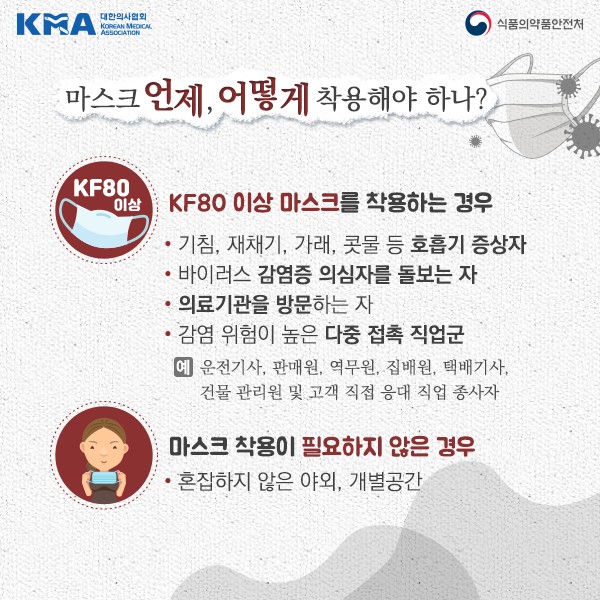 KMA 대한의사협회
KOREAN MEDICAL
ASSOCIATION
식품의약품안전처
마스크 언제, 어떻게 착용해야 하나?
KF80
이상
KF80 이상 마스크를 착용하는 경우
• 기침, 재채기, 가래, 콧물 등 호흡기 증상자
• 바이러스 감염증 의심자를 돌보는 자
• 의료기관을 방문하는 자
• 감염 위험이 높은 다중 접촉 직업군
예 운전기사, 판매원, 역무원, 집배원, 택배기사,
건물 관리원 및 고객 직접 응대 직업 종사자
마스크 착용이 필요하지 않은 경우
• 혼잡하지 않은 야외, 개별공간